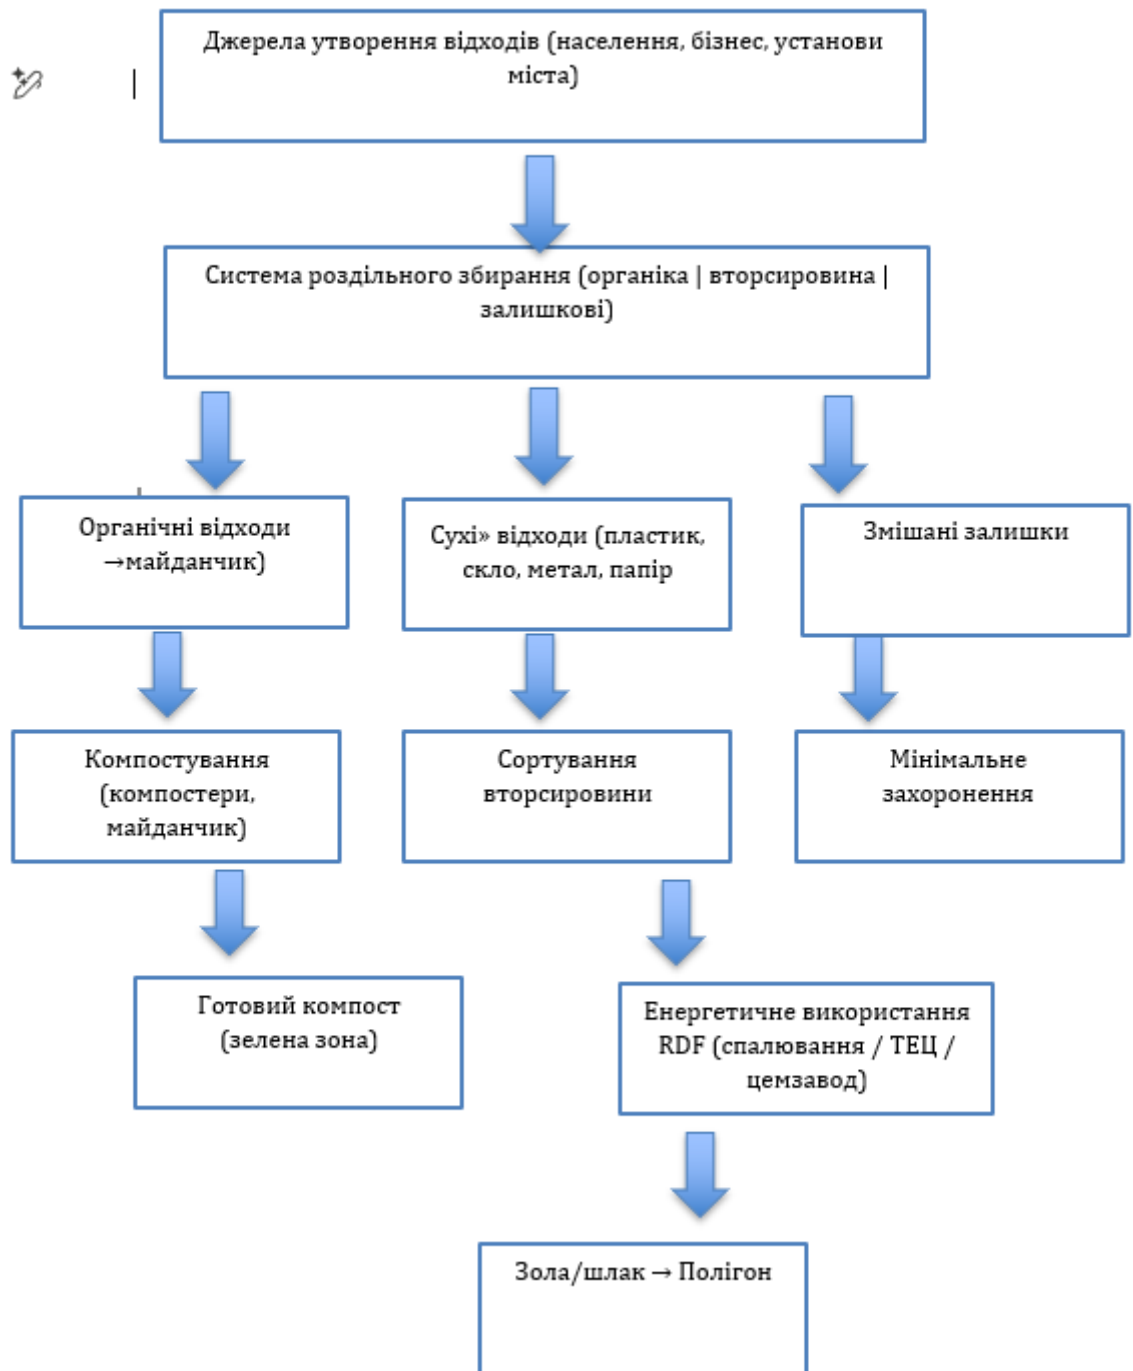 Джерела утворення відходів (населення, бізнес, установи
міста)
Система роздільного збирання (органіка | вторсировина |
залишкові)
Органічні відходи
→майданчик)
Сухі» відходи (пластик,
скло, метал, папір
Змішані залишки
Компостування
(компостери,
майданчик)
Сортування
вторсировини
Мінімальне
захоронення
Готовий компост
(зелена зона)
Енергетичне використання
RDF (спалювання / ТЕЦ /
цемзавод)
Зола/шлак → Полігон